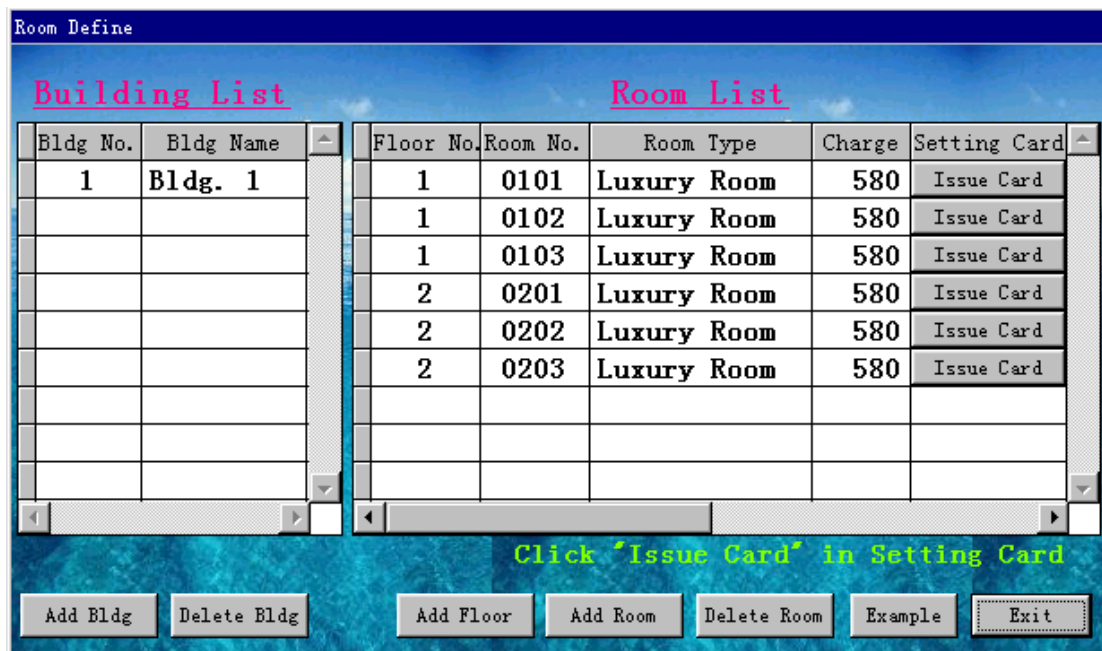 Room Define
Building List Room List
Bldg No. Bldg Name Floor No. Room No. Room Type Charge Setting Card
1 Bldg. 1 1 0101 Luxury Room 580 Issue Card
1 0102 Luxury Room 580 Issue Card
1 0103 Luxury Room 580 Issue Card
2 0201 Luxury Room 580 Issue Card
2 0202 Luxury Room 580 Issue Card
2 0203 Luxury Room 580 Issue Card
Click "Issue Card" in Setting Card
Add Bldg Delete Bldg Add Floor Add Room Delete Room Example Exit